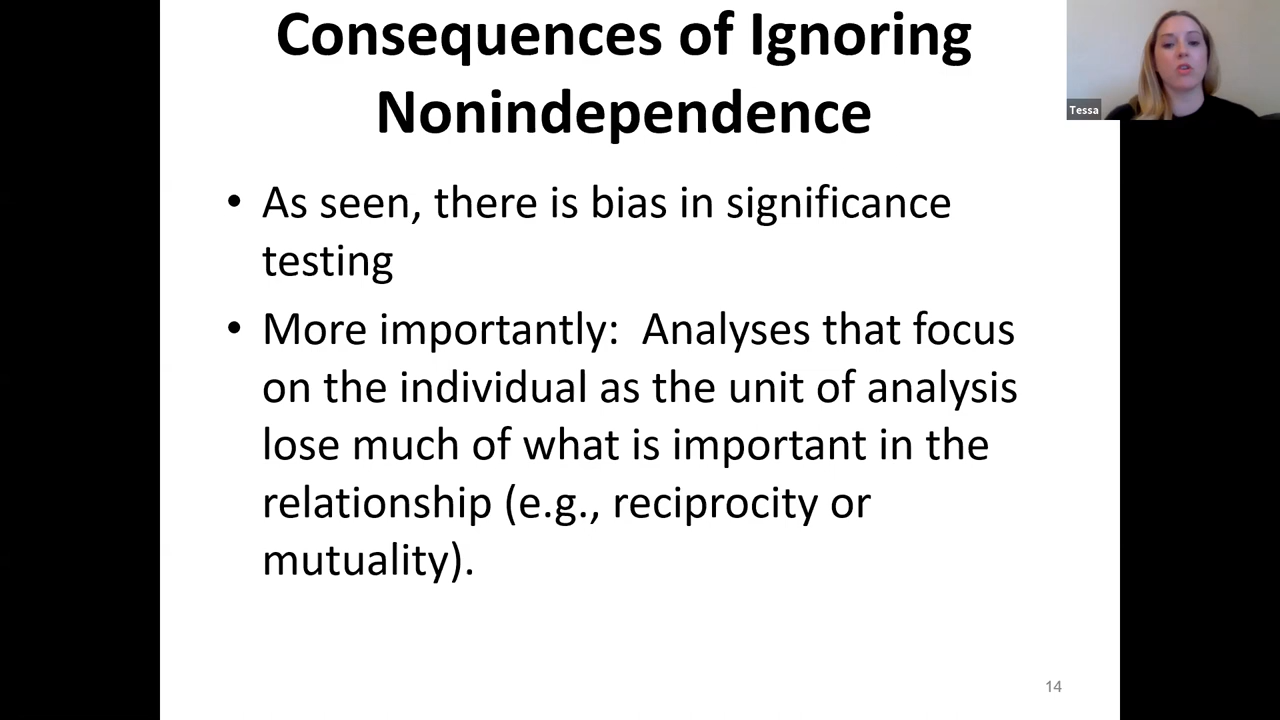 Consequences of Ignoring
Nonindependence
• As seen, there is bias in significance
testing
• More importantly:  Analyses that focus
on the individual as the unit of analysis
lose much of what is important in the
relationship (e.g., reciprocity or
mutuality).
14
Tessa